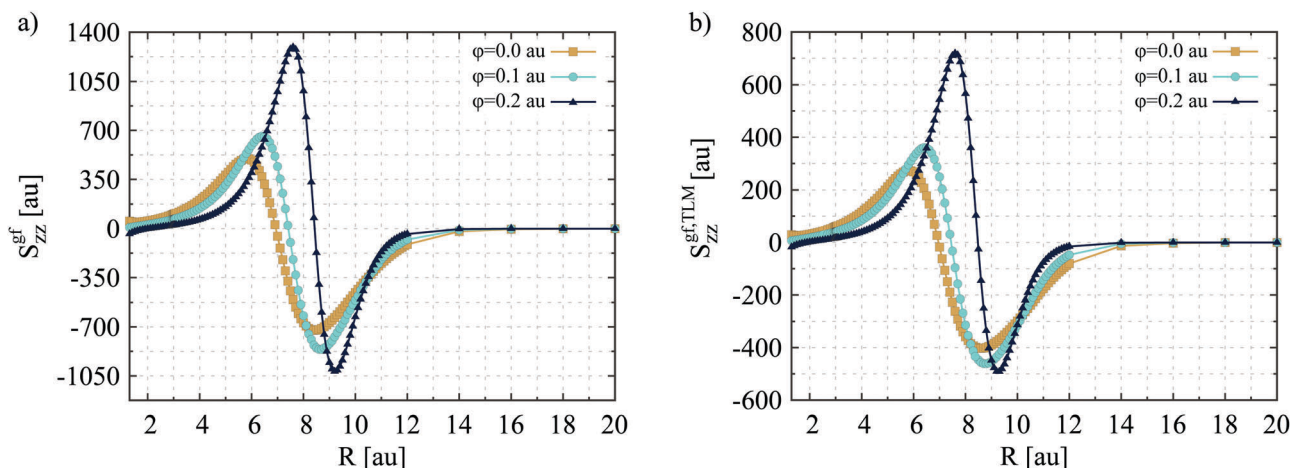 a)
1400
1050
700
350
0
-350
-700
-1050
S_zz^gf [au]
φ=0.0 au
φ=0.1 au
φ=0.2 au
2 4 6 8 10 12 14 16 18 20
R [au]
b)
800
600
400
200
0
-200
-400
-600
S_zz^gf,TLM [au]
φ=0.0 au
φ=0.1 au
φ=0.2 au
2 4 6 8 10 12 14 16 18 20
R [au]